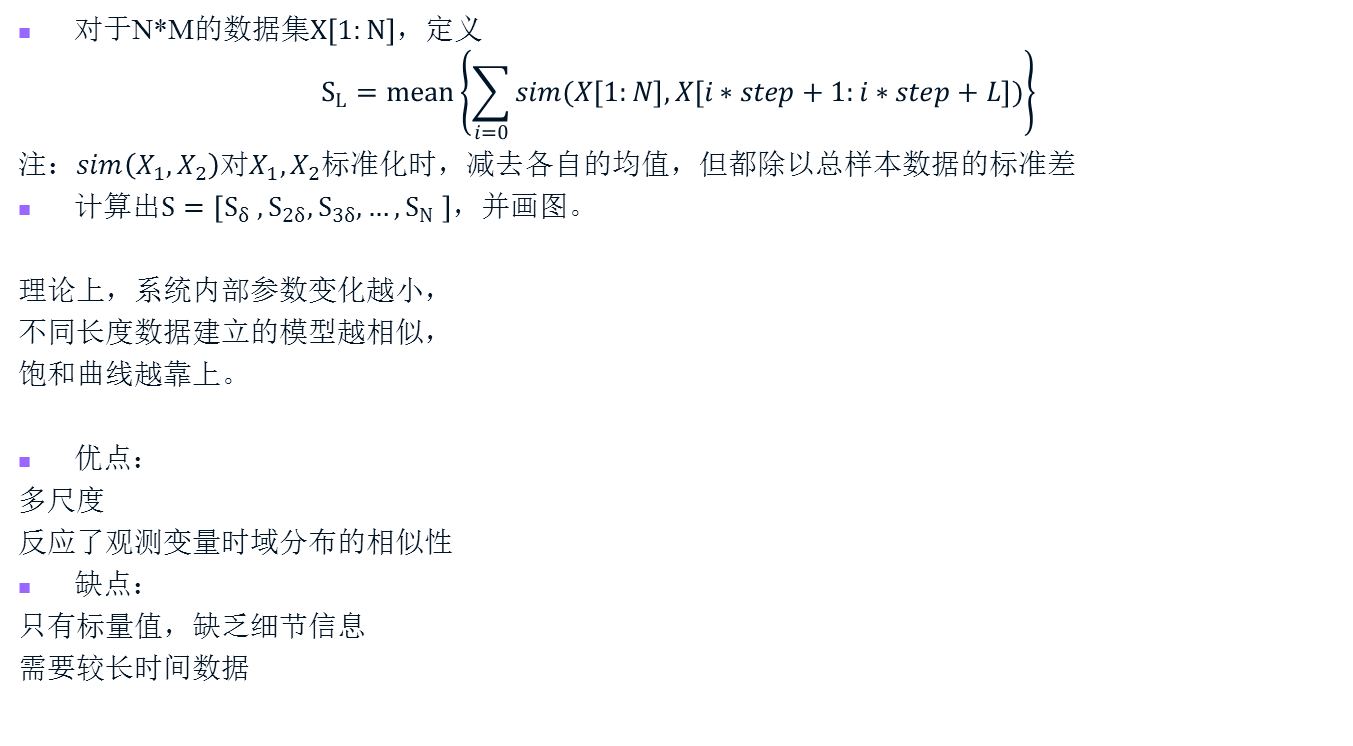 ▪ 对于N*M的数据集X[1: N]，定义
S_L = mean{∑_{i=0} sim(X[1: N], X[i * step + 1: i * step + L])}
注：sim(X₁, X₂)对X₁, X₂标准化时，减去各自的均值，但都除以总样本数据的标准差
▪ 计算出S = [S_δ , S_2δ, S_3δ, … , S_N ]，并画图。
理论上，系统内部参数变化越小，
不同长度数据建立的模型越相似，
饱和曲线越靠上。
▪ 优点：
多尺度
反应了观测变量时域分布的相似性
▪ 缺点：
只有标量值，缺乏细节信息
需要较长时间数据